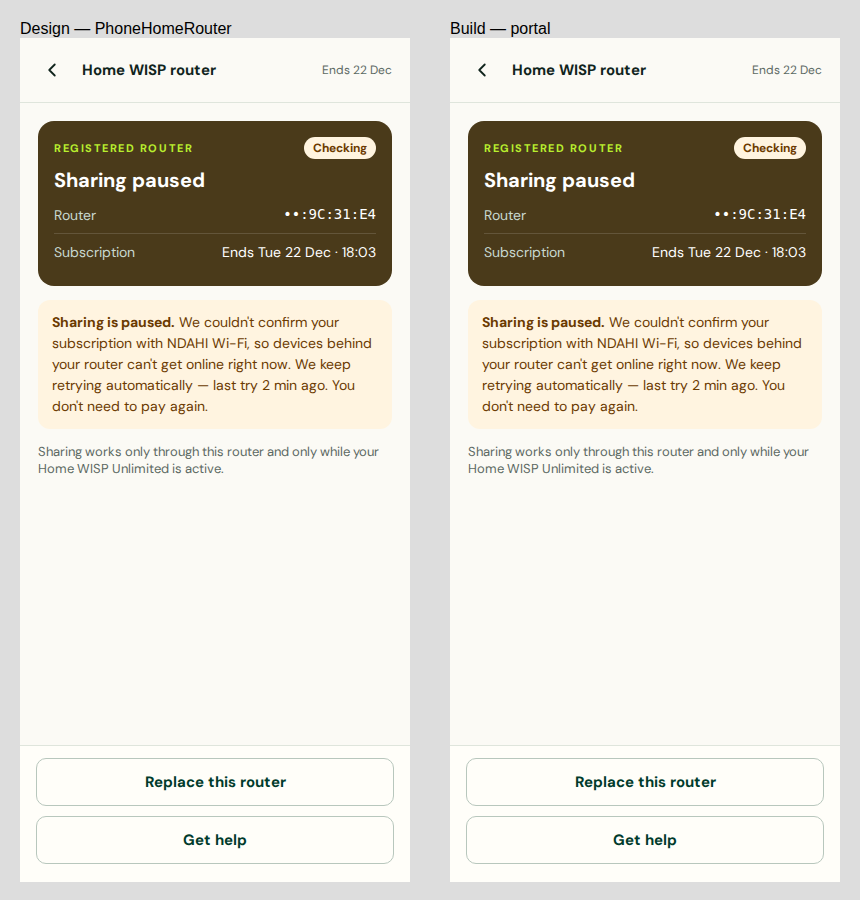 Design — PhoneHomeRouter
Home WISP router
Ends 22 Dec
REGISTERED ROUTER
Checking
Sharing paused
Router
••:9C:31:E4
Subscription
Ends Tue 22 Dec · 18:03
Sharing is paused. We couldn't confirm your
subscription with NDAHI Wi-Fi, so devices behind
your router can't get online right now. We keep
retrying automatically — last try 2 min ago. You
don't need to pay again.
Sharing works only through this router and only while your
Home WISP Unlimited is active.
Replace this router
Get help
Build — portal
Home WISP router
Ends 22 Dec
REGISTERED ROUTER
Checking
Sharing paused
Router
••:9C:31:E4
Subscription
Ends Tue 22 Dec · 18:03
Sharing is paused. We couldn't confirm your
subscription with NDAHI Wi-Fi, so devices behind
your router can't get online right now. We keep
retrying automatically — last try 2 min ago. You
don't need to pay again.
Sharing works only through this router and only while your
Home WISP Unlimited is active.
Replace this router
Get help